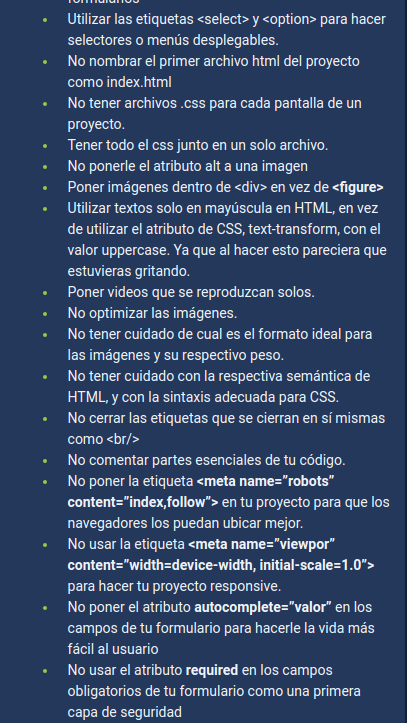 formularios
Utilizar las etiquetas <select> y <option> para hacer
selectores o menús desplegables.
No nombrar el primer archivo html del proyecto
como index.html
No tener archivos .css para cada pantalla de un
proyecto.
Tener todo el css junto en un solo archivo.
No ponerle el atributo alt a una imagen
Poner imágenes dentro de <div> en vez de <figure>
Utilizar textos solo en mayúscula en HTML, en vez
de utilizar el atributo de CSS, text-transform, con el
valor uppercase. Ya que al hacer esto pareciera que
estuvieras gritando.
Poner videos que se reproduzcan solos.
No optimizar las imágenes.
No tener cuidado de cual es el formato ideal para
las imágenes y su respectivo peso.
No tener cuidado con la respectiva semántica de
HTML, y con la sintaxis adecuada para CSS.
No cerrar las etiquetas que se cierran en sí mismas
como <br/>
No comentar partes esenciales de tu código.
No poner la etiqueta <meta name=”robots”
content=”index,follow”> en tu proyecto para que los
navegadores los puedan ubicar mejor.
No usar la etiqueta <meta name=”viewpor”
content=”width=device-width, initial-scale=1.0”>
para hacer tu proyecto responsive.
No poner el atributo autocomplete=”valor” en los
campos de tu formulario para hacerle la vida más
fácil al usuario
No usar el atributo required en los campos
obligatorios de tu formulario como una primera
capa de seguridad